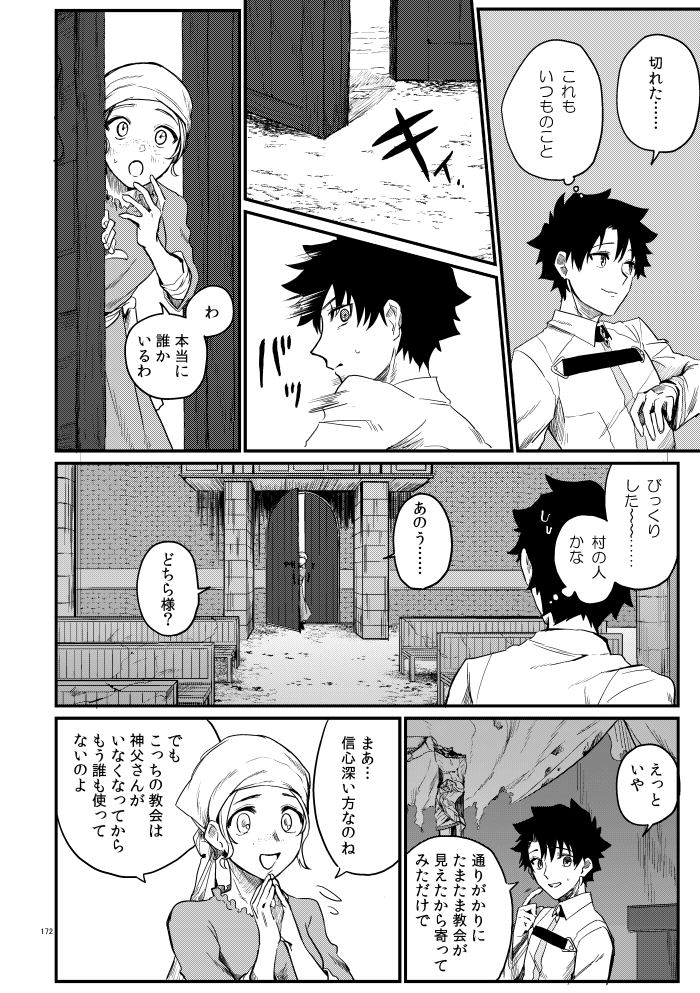 切れた……
これも
いつものこと
ギィ
バッ
わ
本当に
誰か
いるわ
びっくり
した〜〜〜……
村の人
かな
あのう……
どちら様？
えっと
いや
通りがかりに
たまたま教会が
見えたから寄って
みただけで
まあ…
信心深い方なのね
でも
こっちの教会は
神父さんが
いなくなってから
もう誰も使って
ないのよ
172